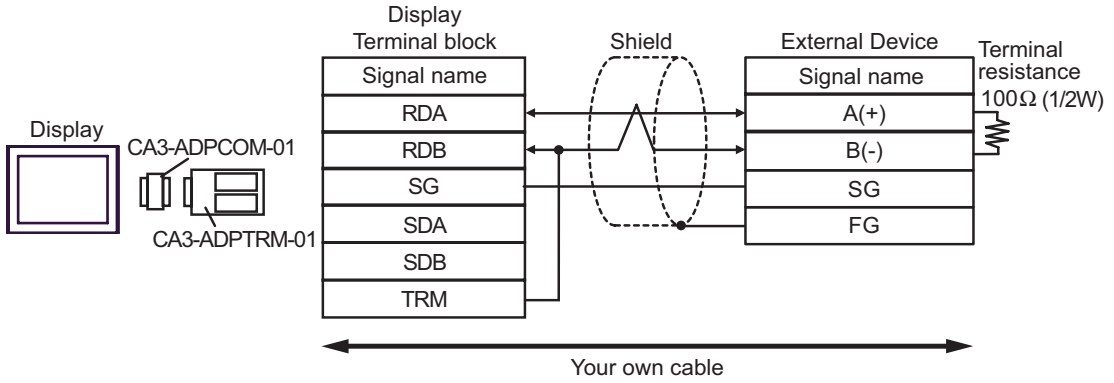 Display
Terminal block
Shield
External Device
Terminal
resistance
100Ω (1/2W)
Signal name
RDA
RDB
SG
SDA
SDB
TRM
Signal name
A(+)
B(-)
SG
FG
Display
CA3-ADPCOM-01
CA3-ADPTRM-01
Your own cable